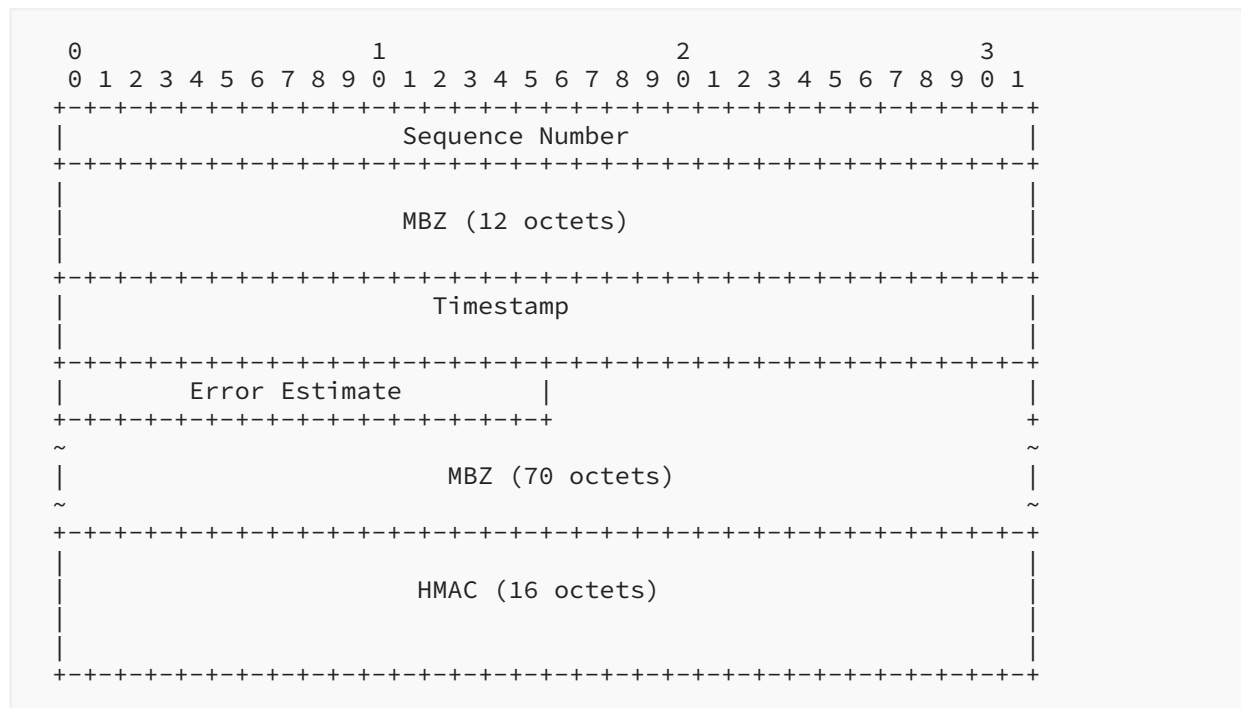 0                   1                   2                   3
 0 1 2 3 4 5 6 7 8 9 0 1 2 3 4 5 6 7 8 9 0 1 2 3 4 5 6 7 8 9 0 1
+-+-+-+-+-+-+-+-+-+-+-+-+-+-+-+-+-+-+-+-+-+-+-+-+-+-+-+-+-+-+-+-+
|                      Sequence Number                          |
+-+-+-+-+-+-+-+-+-+-+-+-+-+-+-+-+-+-+-+-+-+-+-+-+-+-+-+-+-+-+-+-+
|                                                               |
|                      MBZ (12 octets)                          |
|                                                               |
+-+-+-+-+-+-+-+-+-+-+-+-+-+-+-+-+-+-+-+-+-+-+-+-+-+-+-+-+-+-+-+-+
|                        Timestamp                              |
|                                                               |
+-+-+-+-+-+-+-+-+-+-+-+-+-+-+-+-+-+-+-+-+-+-+-+-+-+-+-+-+-+-+-+-+
|        Error Estimate         |                               |
+-+-+-+-+-+-+-+-+-+-+-+-+-+-+-+-+                               +
~                                                               ~
|                         MBZ (70 octets)                       |
~                                                               ~
+-+-+-+-+-+-+-+-+-+-+-+-+-+-+-+-+-+-+-+-+-+-+-+-+-+-+-+-+-+-+-+-+
|                                                               |
|                       HMAC (16 octets)                        |
|                                                               |
|                                                               |
+-+-+-+-+-+-+-+-+-+-+-+-+-+-+-+-+-+-+-+-+-+-+-+-+-+-+-+-+-+-+-+-+